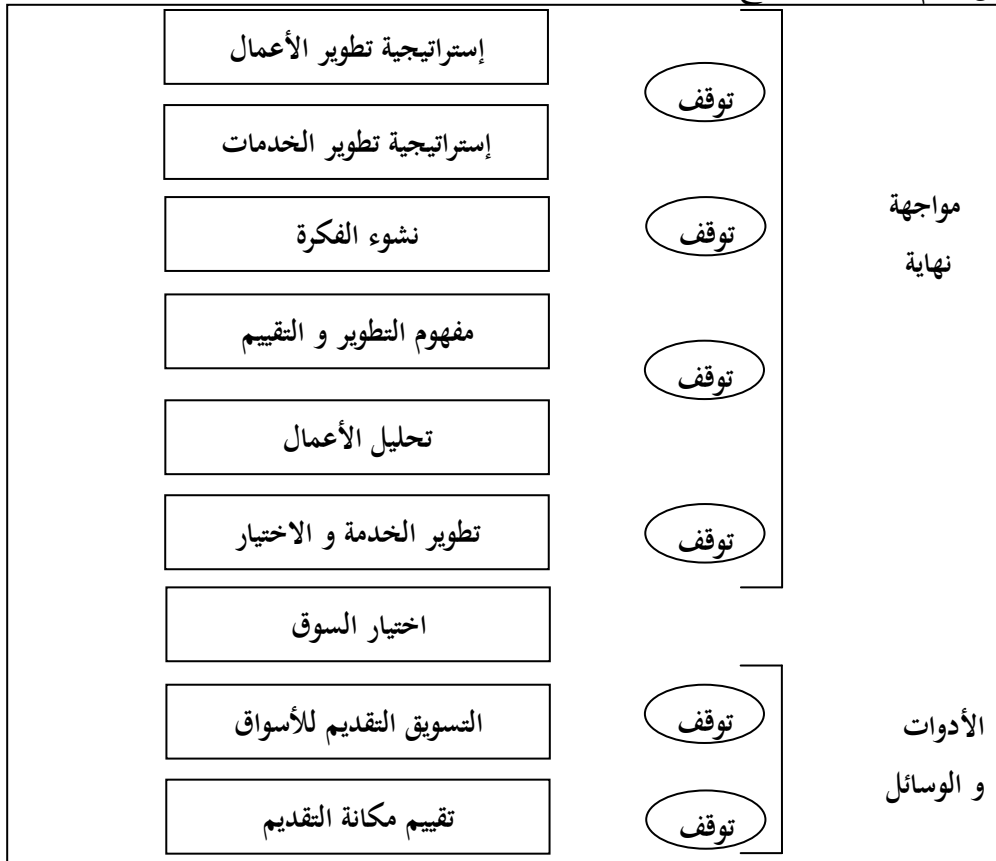 إستراتيجية تطوير الأعمال
توقف
إستراتيجية تطوير الخدمات
مواجهة
نهاية
توقف
نشوء الفكرة
مفهوم التطوير و التقييم
توقف
تحليل الأعمال
توقف
تطوير الخدمة و الاختيار
اختيار السوق
الأدوات
و الوسائل
توقف
التسويق التقديم للأسواق
توقف
تقييم مكانة التقديم